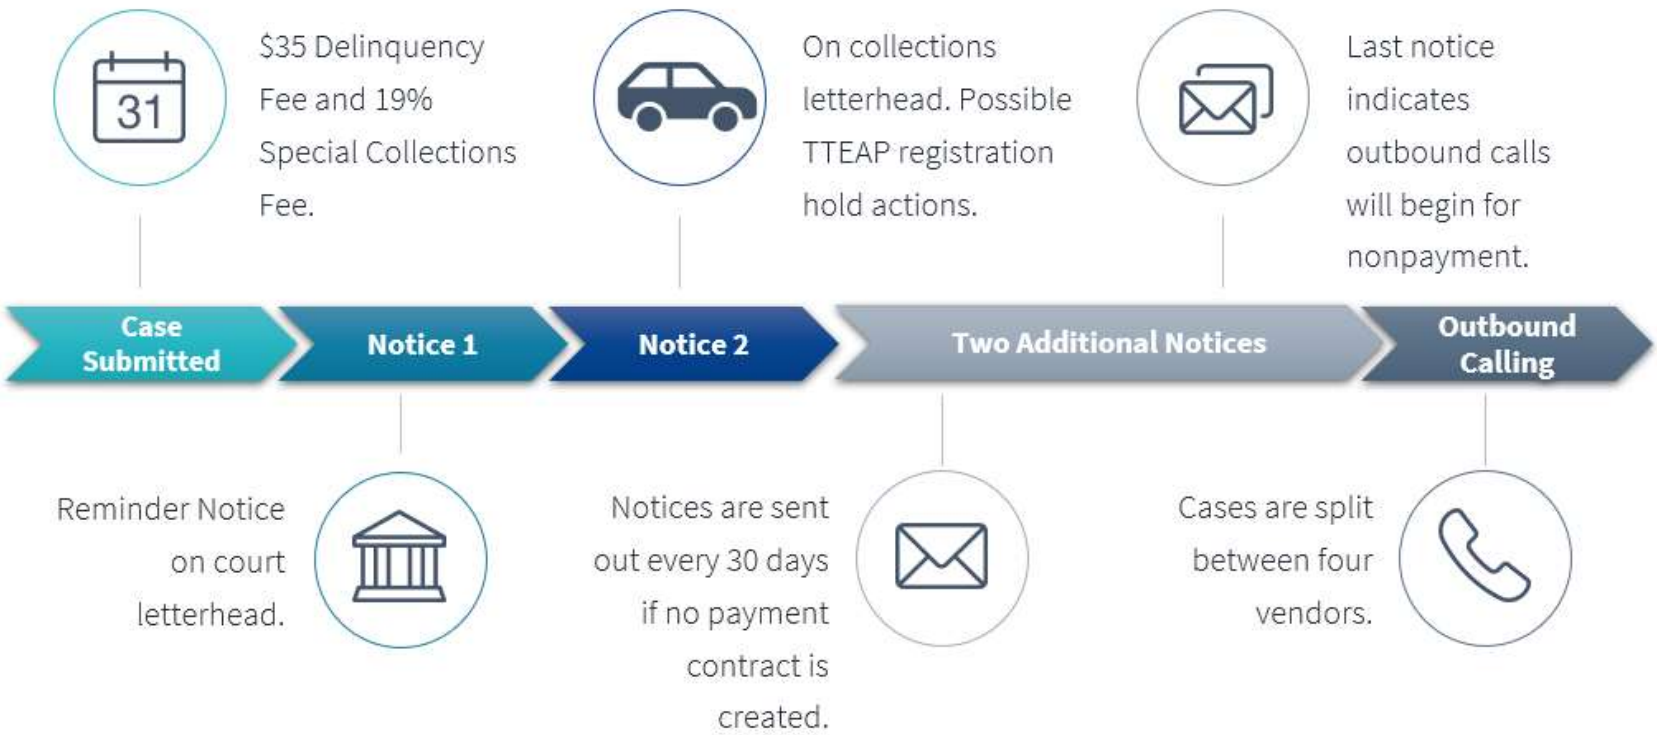 31
$35 Delinquency
Fee and 19%
Special Collections
Fee.
On collections
letterhead. Possible
TTEAP registration
hold actions.
Last notice
indicates
outbound calls
will begin for
nonpayment.
Case
Submitted
Notice 1
Notice 2
Two Additional Notices
Outbound
Calling
Reminder Notice
on court
letterhead.
Notices are sent
out every 30 days
if no payment
contract is
created.
Cases are split
between four
vendors.